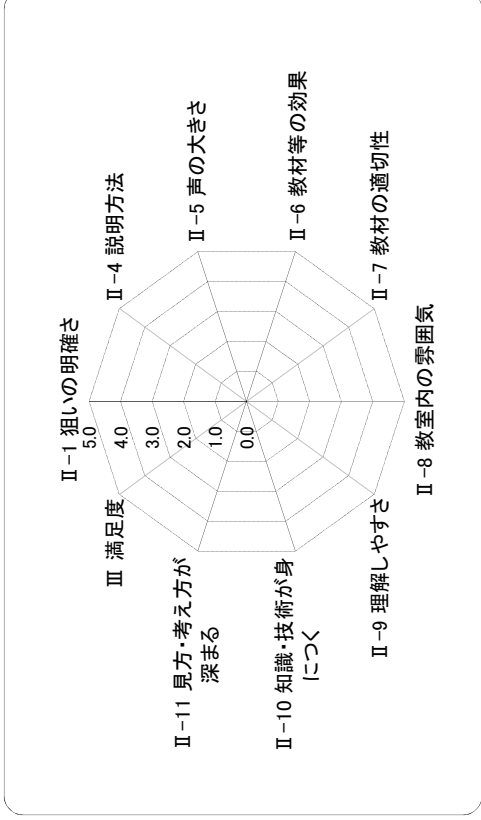 Ⅱ-1 狙いの明確さ
5.0
4.0
3.0
2.0
1.0
0.0
Ⅱ-4 説明方法
Ⅱ-5 声の大きさ
Ⅱ-6 教材等の効果
Ⅱ-7 教材の適切性
Ⅱ-8 教室内の雰囲気
Ⅱ-9 理解しやすさ
Ⅱ-10 知識・技術が身
につく
Ⅱ-11 見方・考え方が
深まる
Ⅲ 満足度